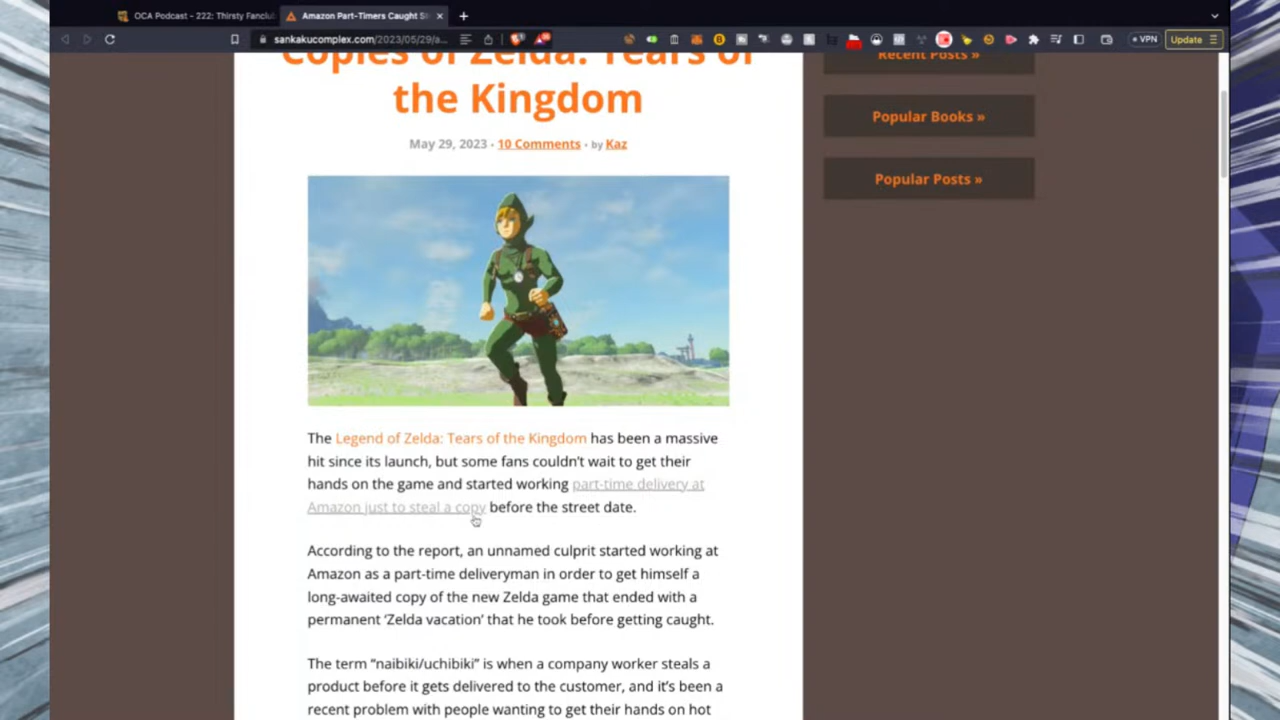 OCA Podcast - 222: Thirsty Fanclu
Amazon Part-Timers Caught S
sankakucomplex.com/2023/05/29/a...
VPN
Update
Copies of Zelda: Tears of
the Kingdom
May 29, 2023 · 10 Comments · by Kaz
Recent Posts »
Popular Books »
Popular Posts »
The Legend of Zelda: Tears of the Kingdom has been a massive
hit since its launch, but some fans couldn't wait to get their
hands on the game and started working part-time delivery at
Amazon just to steal a copy before the street date.
According to the report, an unnamed culprit started working at
Amazon as a part-time deliveryman in order to get himself a
long-awaited copy of the new Zelda game that ended with a
permanent ‘Zelda vacation’ that he took before getting caught.
The term “naibiki/uchibiki” is when a company worker steals a
product before it gets delivered to the customer, and it's been a
recent problem with people wanting to get their hands on hot